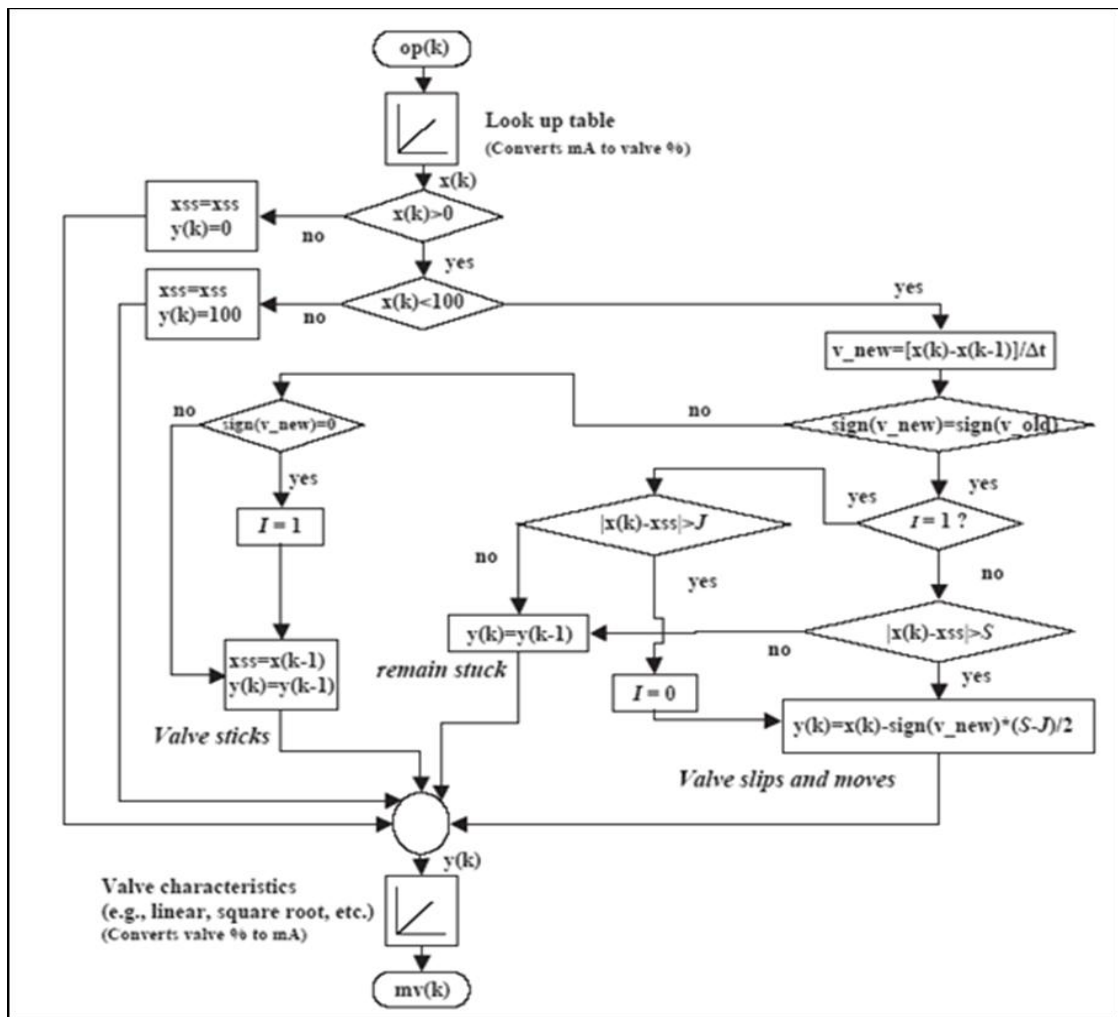 op(k)
Look up table
(Converts mA to valve %)
x(k)
x(k)>0
no
xss=xss
y(k)=0
yes
x(k)<100
no
xss=xss
y(k)=100
yes
v_new=[x(k)-x(k-1)]/Δt
sign(v_new)=sign(v_old)
no
sign(v_new)=0
no
yes
I = 1
xss=x(k-1)
y(k)=y(k-1)
Valve sticks
yes
I = 1 ?
yes
|x(k)-xss|>J
no
yes
no
|x(k)-xss|>S
no
y(k)=y(k-1)
remain stuck
yes
I = 0
y(k)=x(k)-sign(v_new)*(S-J)/2
Valve slips and moves
y(k)
Valve characteristics
(e.g., linear, square root, etc.)
(Converts valve % to mA)
mv(k)